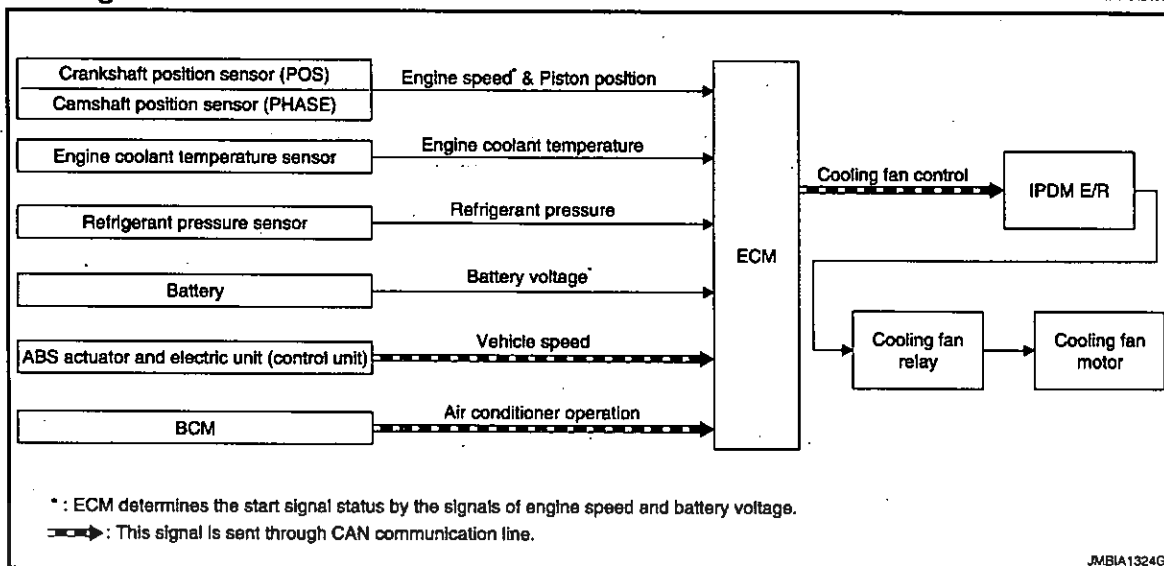 Crankshaft position sensor (POS)
Camshaft position sensor (PHASE)
Engine speed* & Piston position
Engine coolant temperature sensor
Engine coolant temperature
Refrigerant pressure sensor
Refrigerant pressure
Battery
Battery voltage*
ABS actuator and electric unit (control unit)
Vehicle speed
BCM
Air conditioner operation
ECM
Cooling fan control
IPDM E/R
Cooling fan
relay
Cooling fan
motor
* : ECM determines the start signal status by the signals of engine speed and battery voltage.
: This signal is sent through CAN communication line.
JMBIA1324G